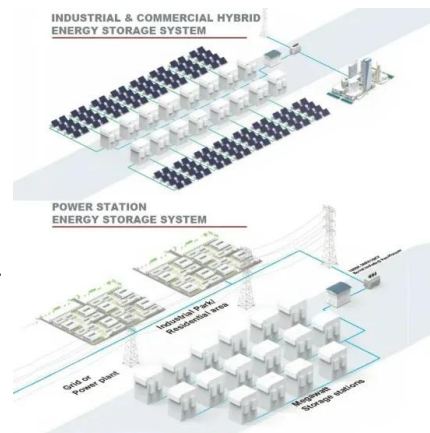 INDUSTRIAL & COMMERCIAL HYBRID
ENERGY STORAGE SYSTEM
POWER STATION
ENERGY STORAGE SYSTEM
Industrial Park/
Residential area
Grid or
Power plant
Megawatt
Storage stations